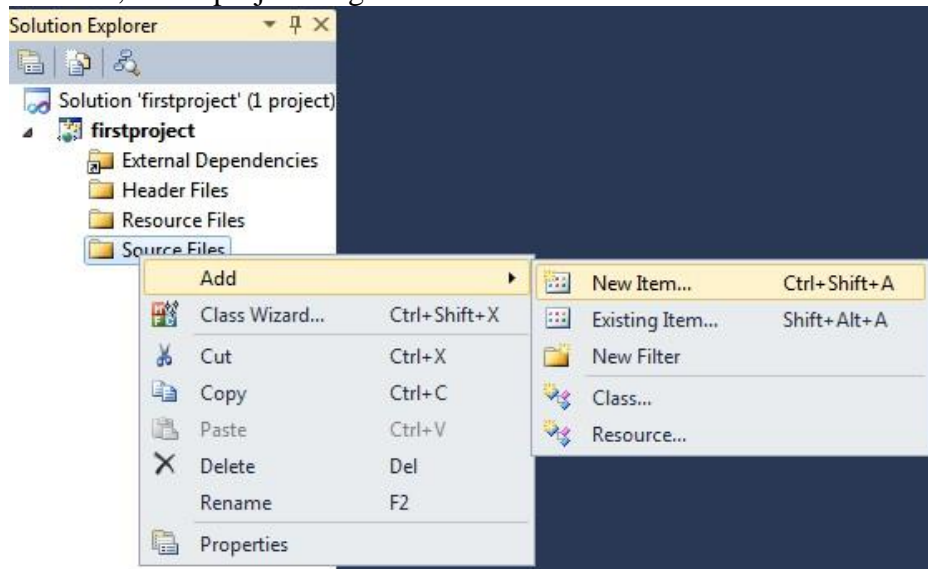 Solution Explorer
Solution 'firstproject' (1 project)
firstproject
External Dependencies
Header Files
Resource Files
Source Files
Add
Class Wizard... Ctrl+Shift+X
Cut Ctrl+X
Copy Ctrl+C
Paste Ctrl+V
Delete Del
Rename F2
Properties
New Item... Ctrl+Shift+A
Existing Item... Shift+Alt+A
New Filter
Class...
Resource...